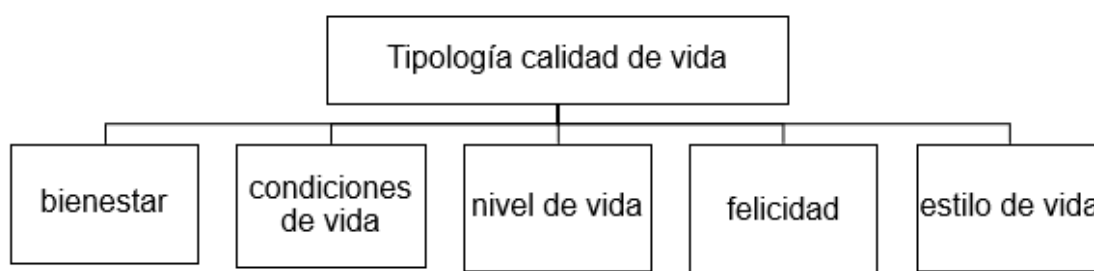 Tipología calidad de vida
bienestar
condiciones
de vida
nivel de vida
felicidad
estilo de vida